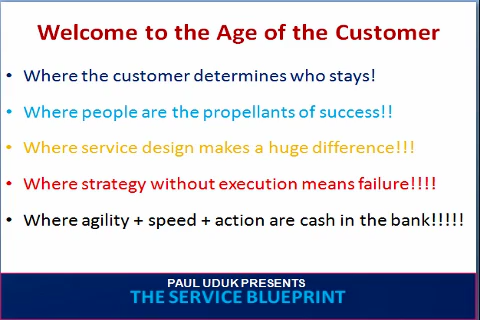 Welcome to the Age of the Customer
• Where the customer determines who stays!
• Where people are the propellants of success!!
• Where service design makes a huge difference!!!
• Where strategy without execution means failure!!!!
• Where agility + speed + action are cash in the bank!!!!!
PAUL UDUK PRESENTS
THE SERVICE BLUEPRINT